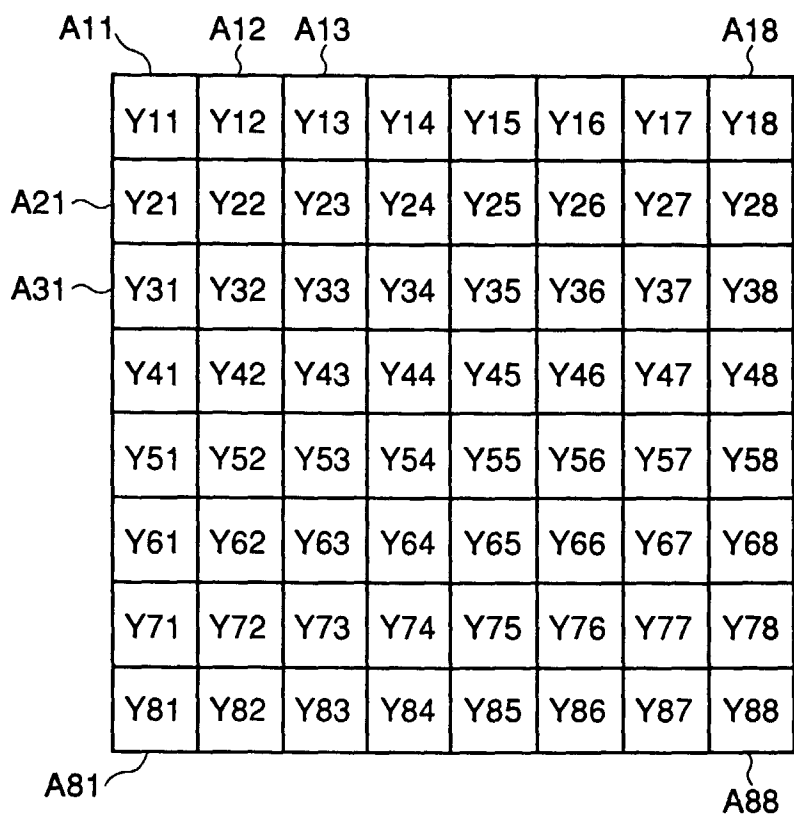 A11 A12 A13 A18
Y11 Y12 Y13 Y14 Y15 Y16 Y17 Y18
A21 Y21 Y22 Y23 Y24 Y25 Y26 Y27 Y28
A31 Y31 Y32 Y33 Y34 Y35 Y36 Y37 Y38
Y41 Y42 Y43 Y44 Y45 Y46 Y47 Y48
Y51 Y52 Y53 Y54 Y55 Y56 Y57 Y58
Y61 Y62 Y63 Y64 Y65 Y66 Y67 Y68
Y71 Y72 Y73 Y74 Y75 Y76 Y77 Y78
Y81 Y82 Y83 Y84 Y85 Y86 Y87 Y88
A81 A88